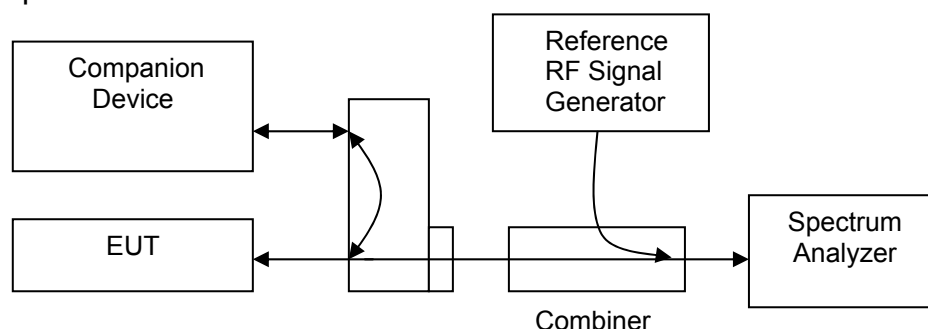 Companion
Device
Reference
RF Signal
Generator
EUT
Spectrum
Analyzer
Combiner